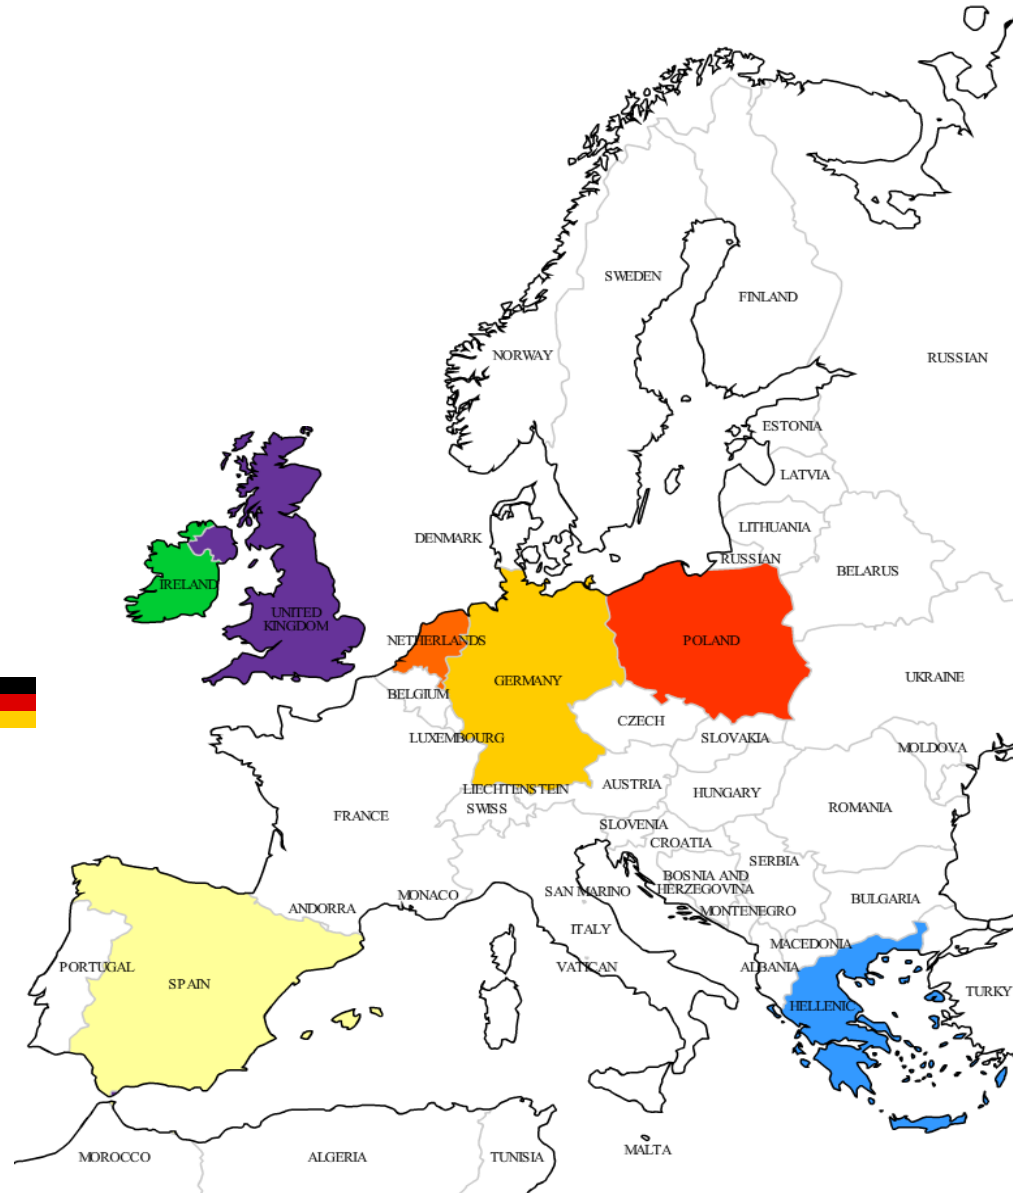 SWEDEN
FINLAND
NORWAY
RUSSIAN
ESTONIA
LATVIA
LITHUANIA
DENMARK
RUSSIAN
BELARUS
IRELAND
UNITED
KINGDOM
NETHERLANDS
POLAND
GERMANY
UKRAINE
BELGIUM
CZECH
LUXEMBOURG
SLOVAKIA
MOLDOVA
AUSTRIA
LIECHTENSTEIN
HUNGARY
SWISS
ROMANIA
FRANCE
SLOVENIA
CROATIA
SERBIA
BOSNIA AND
HERZEGOVINA
SAN MARINO
MONACO
BULGARIA
ANDORRA
MONTENEGRO
ITALY
MACEDONIA
PORTUGAL
VATICAN
ALBANIA
SPAIN
TURKY
HELLENIC
MALTA
MOROCCO
ALGERIA
TUNISIA